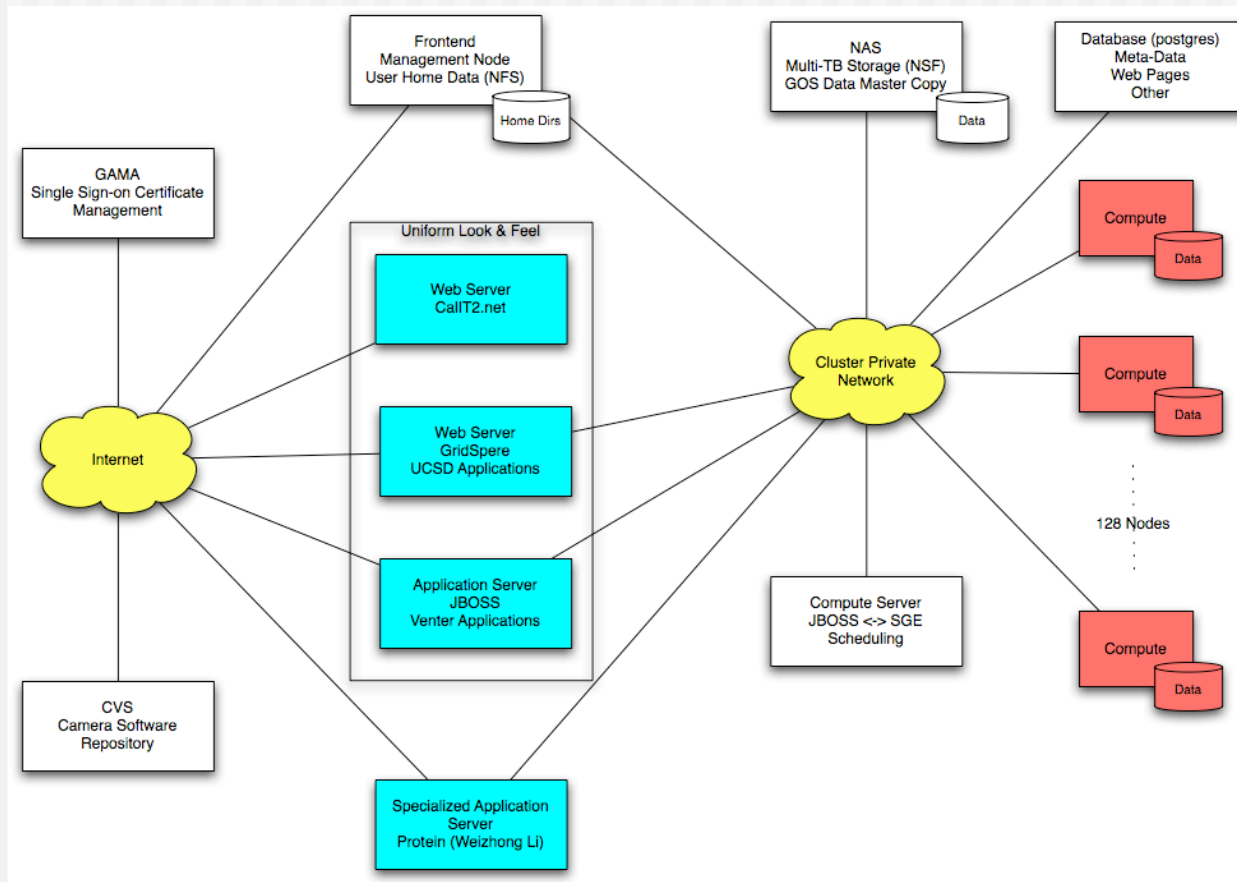 Frontend
Management Node
User Home Data (NFS)
Home Dirs
NAS
Multi-TB Storage (NSF)
GOS Data Master Copy
Data
Database (postgres)
Meta-Data
Web Pages
Other
GAMA
Single Sign-on Certificate
Management
Uniform Look & Feel
Web Server
CalIT2.net
Compute
Data
Cluster Private
Network
Compute
Data
Internet
Web Server
GridSpere
UCSD Applications
128 Nodes
Application Server
JBOSS
Venter Applications
Compute Server
JBOSS <-> SGE
Scheduling
Compute
Data
CVS
Camera Software
Repository
Specialized Application
Server
Protein (Weizhong Li)